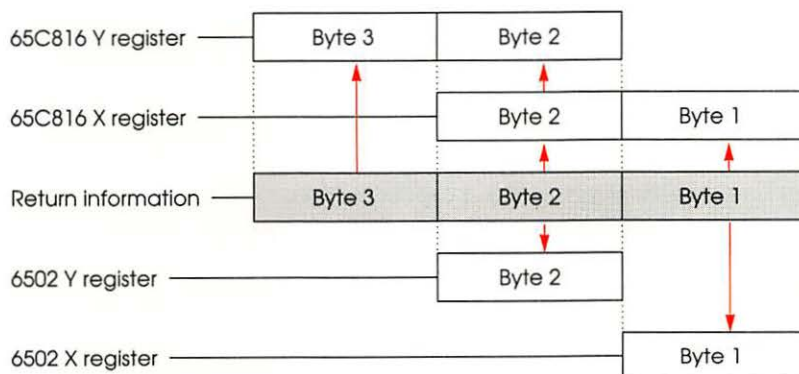 65C816 Y register Byte 3 Byte 2
65C816 X register Byte 2 Byte 1
Return information Byte 3 Byte 2 Byte 1
6502 Y register Byte 2
6502 X register Byte 1